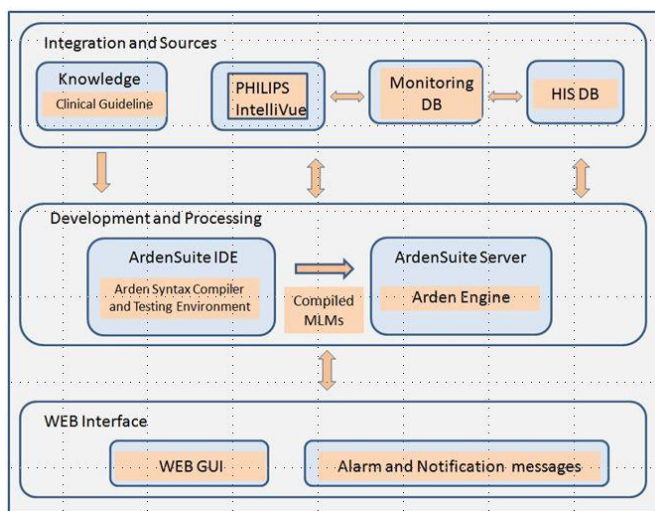 Integration and Sources
Knowledge
Clinical Guideline
PHILIPS
IntelliVue
Monitoring
DB
HIS DB
Development and Processing
ArdenSuite IDE
Arden Syntax Compiler
and Testing Environment
Compiled
MLMs
ArdenSuite Server
Arden Engine
WEB Interface
WEB GUI
Alarm and Notification messages